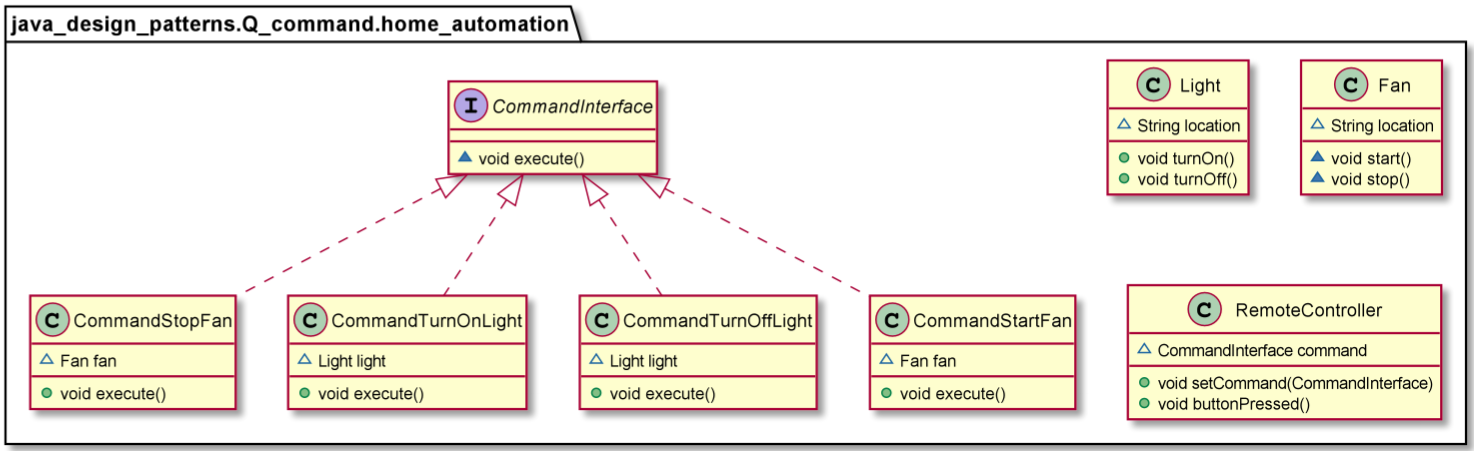 java_design_patterns.Q_command.home_automation
I CommandInterface
void execute()
C Light
String location
void turnOn()
void turnOff()
C Fan
String location
void start()
void stop()
C CommandStopFan
Fan fan
void execute()
C CommandTurnOnLight
Light light
void execute()
C CommandTurnOffLight
Light light
void execute()
C CommandStartFan
Fan fan
void execute()
C RemoteController
CommandInterface command
void setCommand(CommandInterface)
void buttonPressed()